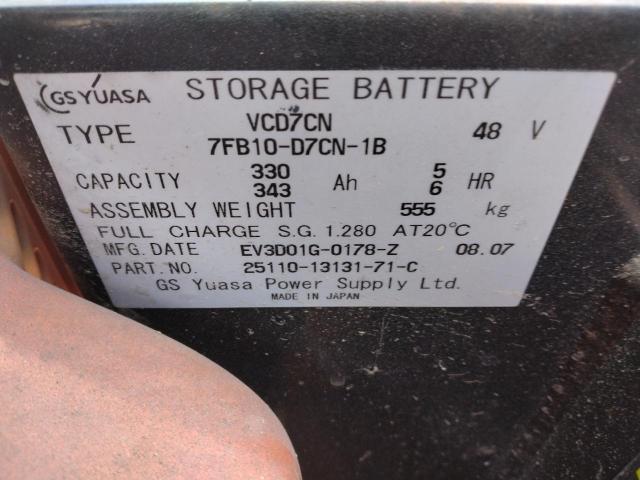 GS YUASA STORAGE BATTERY
TYPE VCD7CN 48 V
7FB10-D7CN-1B
CAPACITY 330 Ah 5 HR
343 6
ASSEMBLY WEIGHT 555 kg
FULL CHARGE S.G. 1.280 AT20°C
MFG.DATE EV3D01G-0178-Z 08.07
PART.NO. 25110-13131-71-C
GS Yuasa Power Supply Ltd.
MADE IN JAPAN